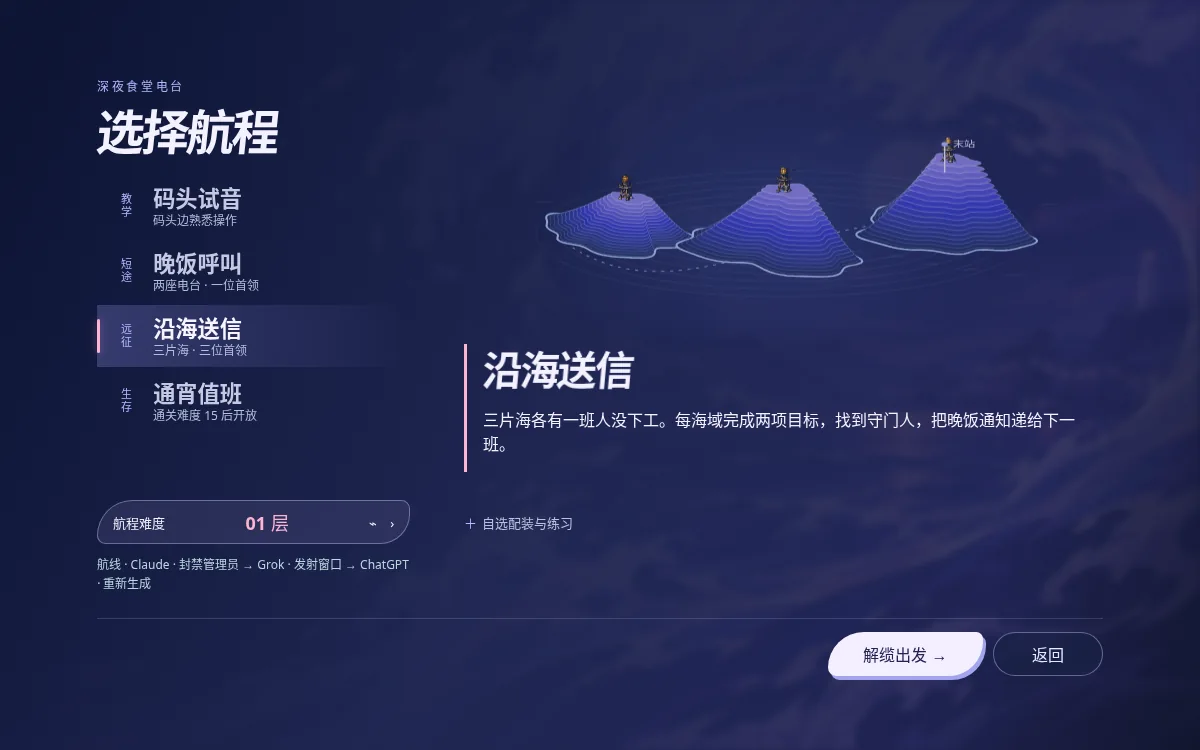 深夜食堂电台
选择航程
教学
码头试音
码头边熟悉操作
短途
晚饭呼叫
两座电台 · 一位首领
远征
沿海送信
三片海 · 三位首领
生存
通宵值班
通关难度 15 后开放
末站
沿海送信
三片海各有一班人没下工。每海域完成两项目标，找到守门人，把晚饭通知递给下一
班。
航程难度 01 层
＋ 自选配装与练习
航线 · Claude · 封禁管理员 → Grok · 发射窗口 → ChatGPT
· 重新生成
解缆出发 →
返回